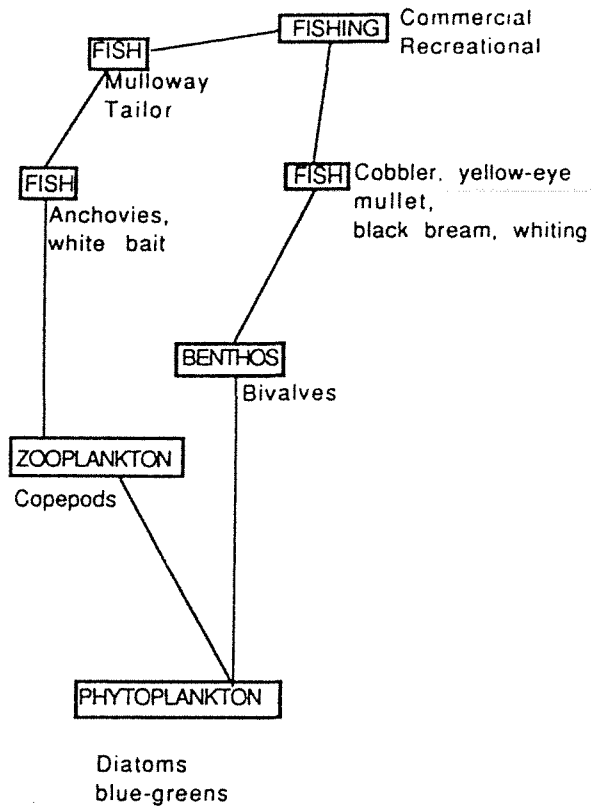 FISHING
Commercial
Recreational
FISH
Mulloway
Tailor
FISH
Anchovies,
white bait
FISH
Cobbler, yellow-eye
mullet,
black bream, whiting
BENTHOS
Bivalves
ZOOPLANKTON
Copepods
PHYTOPLANKTON
Diatoms
blue-greens